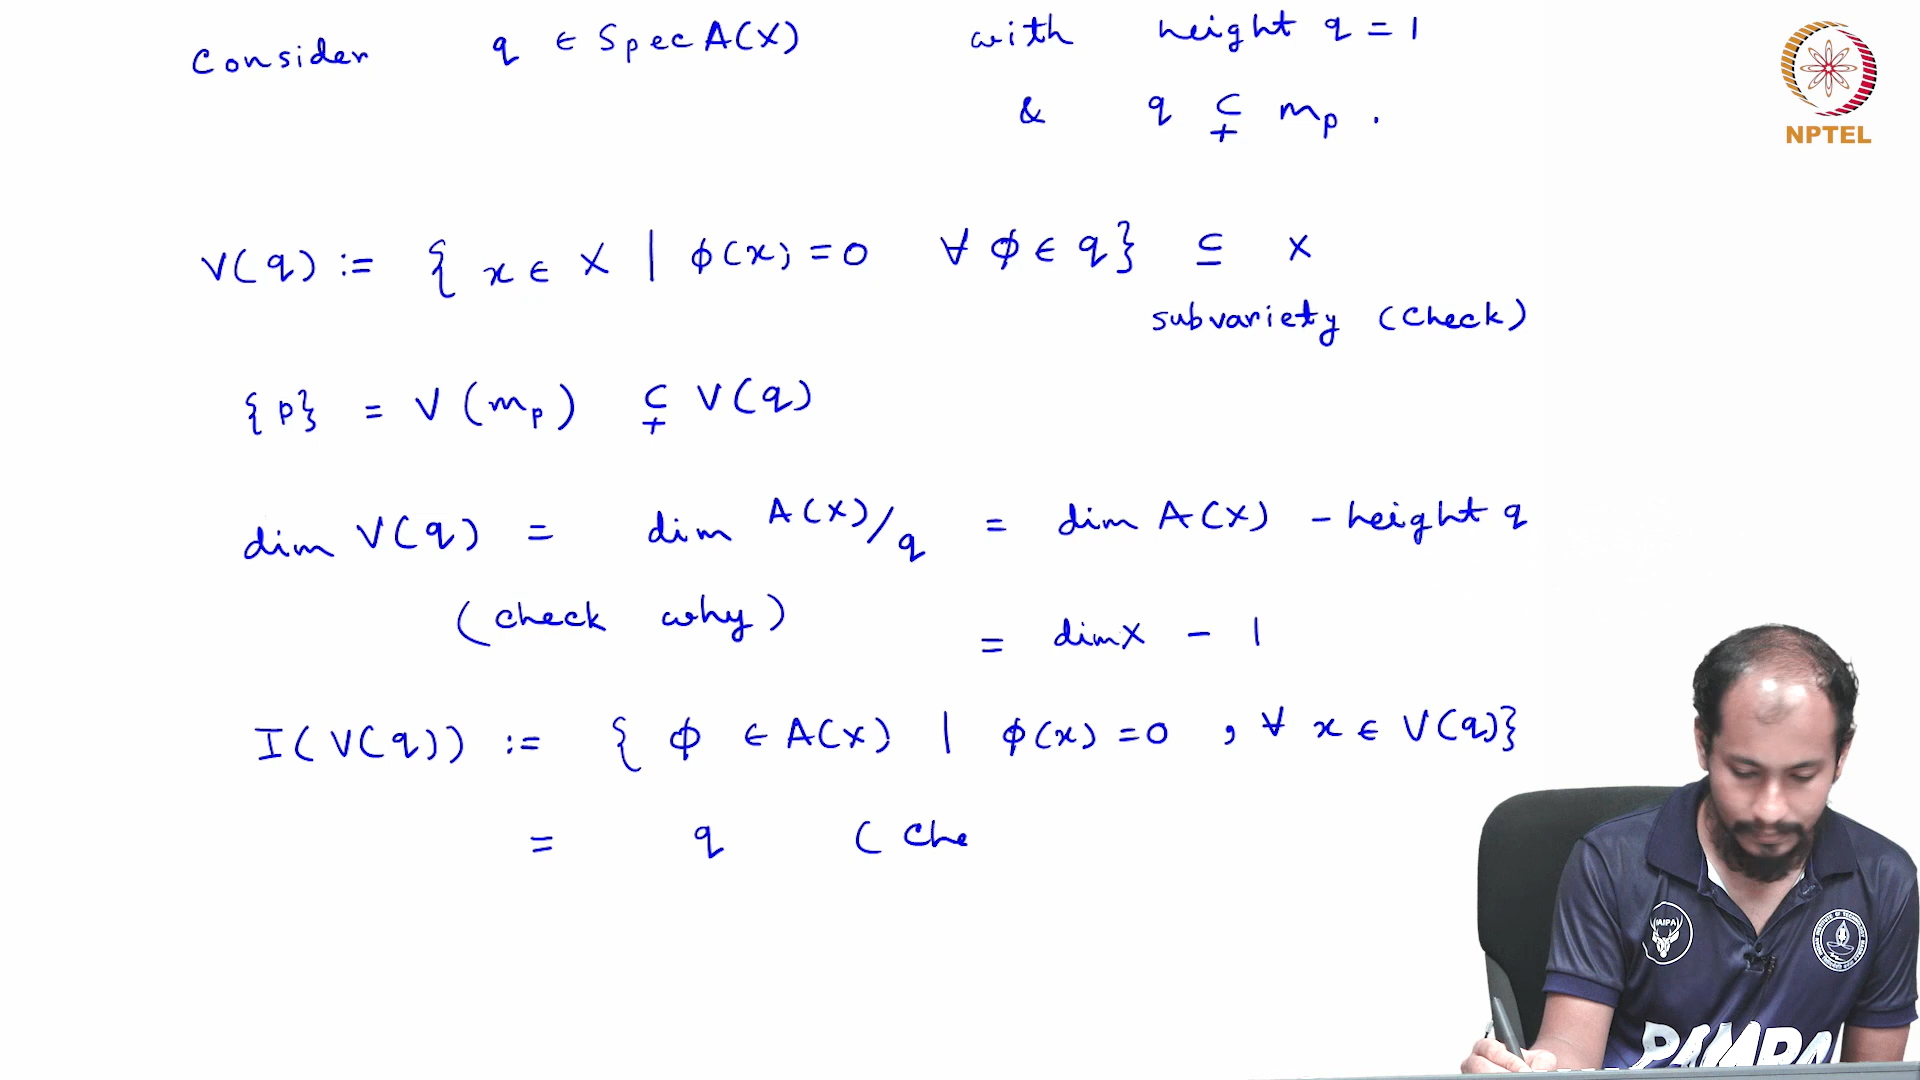 Consider q ∈ Spec A(X) with height q = 1
& q ⊊ m_p .
V(q) := { x ∈ X | φ(x) = 0 ∀ φ ∈ q } ⊆ X
subvariety (Check)
{p} = V(m_p) ⊊ V(q)
dim V(q) = dim A(X)/q = dim A(X) - height q
(check why) = dim X - 1
I(V(q)) := { φ ∈ A(X) | φ(x) = 0 , ∀ x ∈ V(q)}
= q ( Che
NPTEL
MIPA